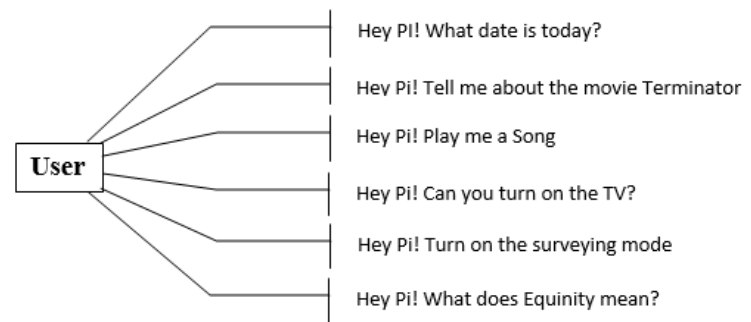 Hey PI! What date is today?
Hey Pi! Tell me about the movie Terminator
Hey Pi! Play me a Song
User
Hey Pi! Can you turn on the TV?
Hey Pi! Turn on the surveying mode
Hey Pi! What does Equinity mean?